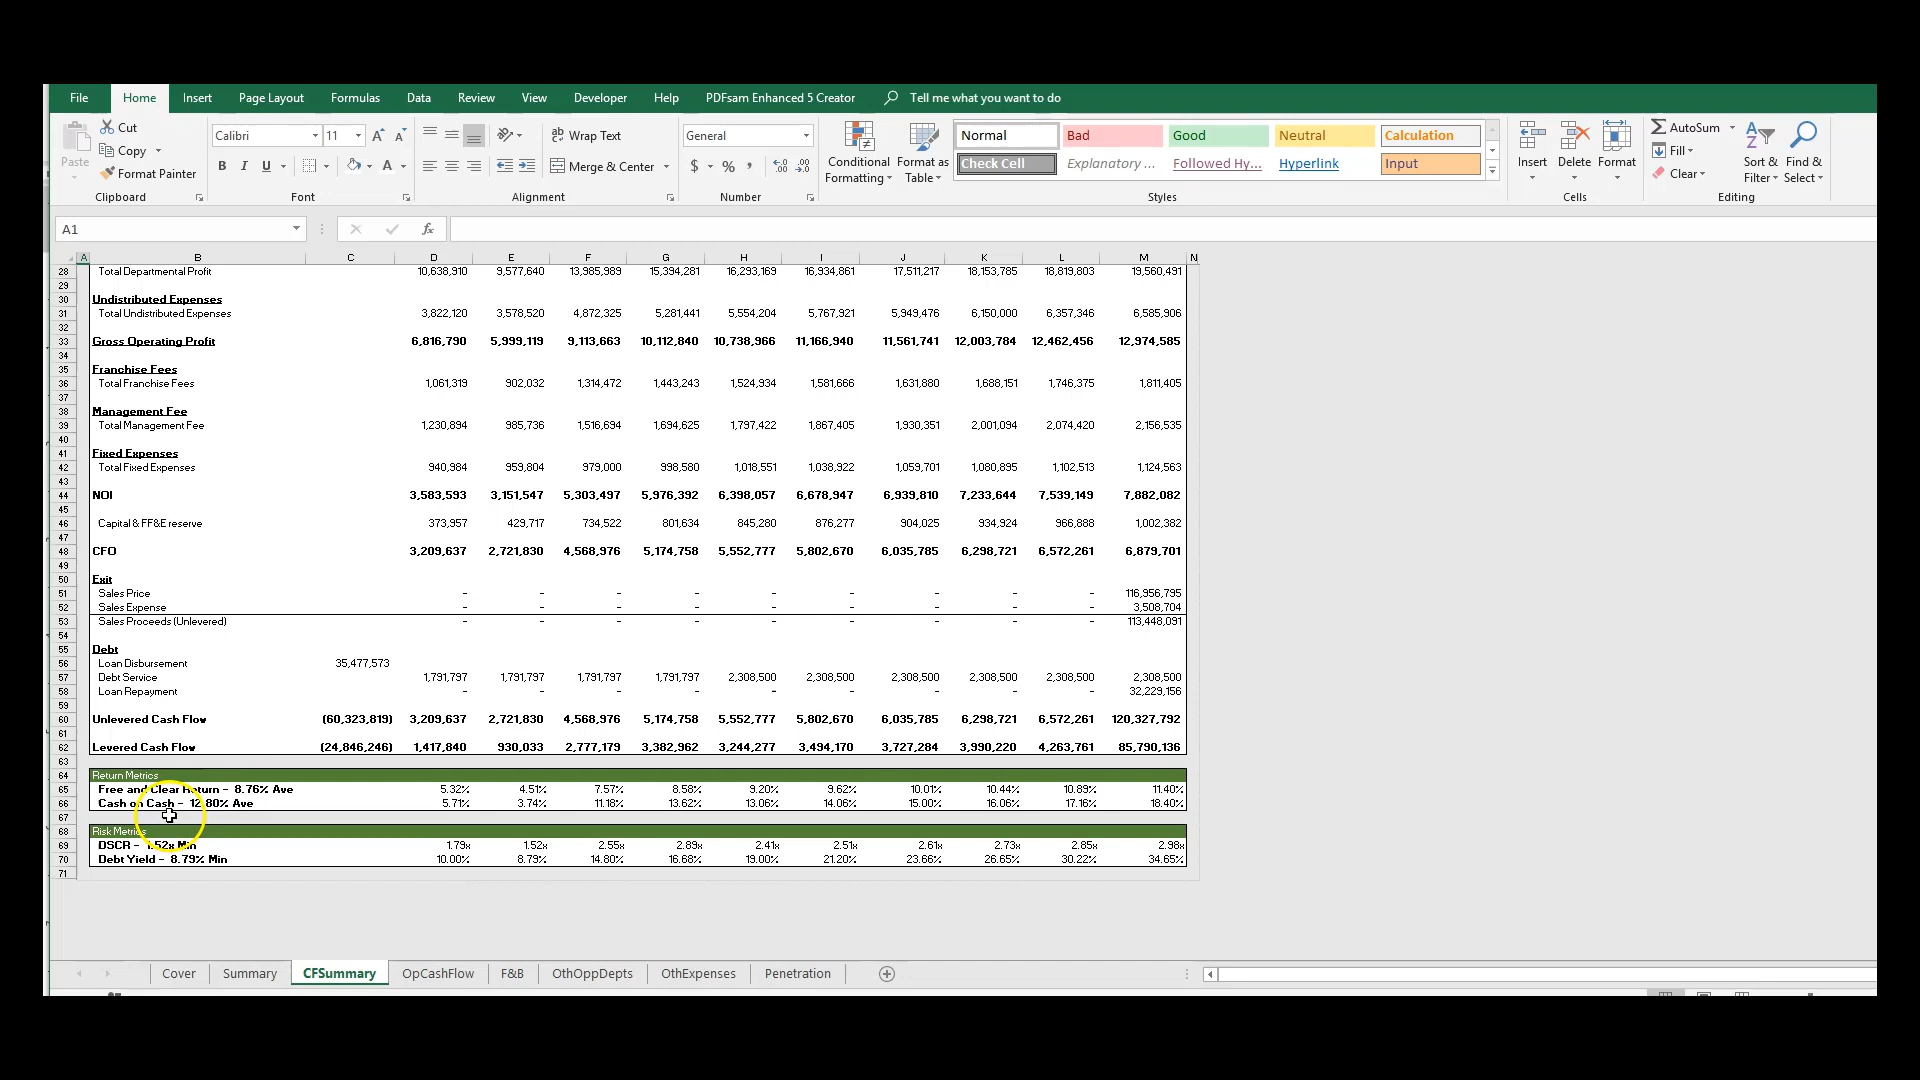 File Home Insert Page Layout Formulas Data Review View Developer Help PDFsam Enhanced 5 Creator Tell me what you want to do
Paste Cut Copy Format Painter
Calibri 11
B I U A
Wrap Text
Merge & Center
General
$ %
Conditional Formatting Format as Table
Normal Bad Good Neutral Calculation
Check Cell Explanatory ... Followed Hy... Hyperlink Input
Insert Delete Format
AutoSum Fill Clear
Sort & Filter Find & Select
Clipboard Font Alignment Number Styles Cells Editing
A1 fx
A B C D E F G H I J K L M N
28 Total Departmental Profit 10,638,910 9,577,640 13,985,989 15,394,281 16,293,169 16,934,861 17,511,217 18,153,785 18,819,803 19,560,491
29
30 Undistributed Expenses
31 Total Undistributed Expenses 3,822,120 3,578,520 4,872,325 5,281,441 5,554,204 5,767,921 5,949,476 6,150,000 6,357,346 6,585,906
32
33 Gross Operating Profit 6,816,790 5,999,119 9,113,663 10,112,840 10,738,966 11,166,940 11,561,741 12,003,784 12,462,456 12,974,585
34
35 Franchise Fees
36 Total Franchise Fees 1,061,319 902,032 1,314,472 1,443,243 1,524,934 1,581,666 1,631,880 1,688,151 1,746,375 1,811,405
37
38 Management Fee
39 Total Management Fee 1,230,894 985,736 1,516,694 1,694,625 1,797,422 1,867,405 1,930,351 2,001,094 2,074,420 2,156,535
40
41 Fixed Expenses
42 Total Fixed Expenses 940,984 959,804 979,000 998,580 1,018,551 1,038,922 1,059,701 1,080,895 1,102,513 1,124,563
43
44 NOI 3,583,593 3,151,547 5,303,497 5,976,392 6,398,057 6,678,947 6,939,810 7,233,644 7,539,149 7,882,082
45
46 Capital & FF&E reserve 373,957 429,717 734,522 801,634 845,280 876,277 904,025 934,924 966,888 1,002,382
47
48 CFO 3,209,637 2,721,830 4,568,976 5,174,758 5,552,777 5,802,670 6,035,785 6,298,721 6,572,261 6,879,701
49
50 Exit
51 Sales Price - - - - - - - - - 116,956,795
52 Sales Expense - - - - - - - - - 3,508,704
53 Sales Proceeds (Unlevered) - - - - - - - - - 113,448,091
54
55 Debt
56 Loan Disbursement 35,477,573
57 Debt Service 1,791,797 1,791,797 1,791,797 1,791,797 2,308,500 2,308,500 2,308,500 2,308,500 2,308,500 2,308,500
58 Loan Repayment - - - - - - - - - 32,229,156
59
60 Unlevered Cash Flow (60,323,819) 3,209,637 2,721,830 4,568,976 5,174,758 5,552,777 5,802,670 6,035,785 6,298,721 6,572,261 120,327,792
61
62 Levered Cash Flow (24,846,246) 1,417,840 930,033 2,777,179 3,382,962 3,244,277 3,494,170 3,727,284 3,990,220 4,263,761 85,790,136
63
64 Return Metrics
65 Free and Clear Return - 8.76% Ave 5.32% 4.51% 7.57% 8.58% 9.20% 9.62% 10.01% 10.44% 10.89% 11.40%
66 Cash on Cash - 12.80% Ave 5.71% 3.74% 11.18% 13.62% 13.06% 14.06% 15.00% 16.06% 17.16% 18.40%
67
68 Risk Metrics
69 DSCR - 1.52x Min 1.79x 1.52x 2.55x 2.89x 2.41x 2.51x 2.61x 2.73x 2.85x 2.98x
70 Debt Yield - 8.79% Min 10.00% 8.79% 14.80% 16.68% 19.00% 21.20% 23.66% 26.65% 30.22% 34.65%
71
Cover Summary CFSummary OpCashFlow F&B OthOppDepts OthExpenses Penetration